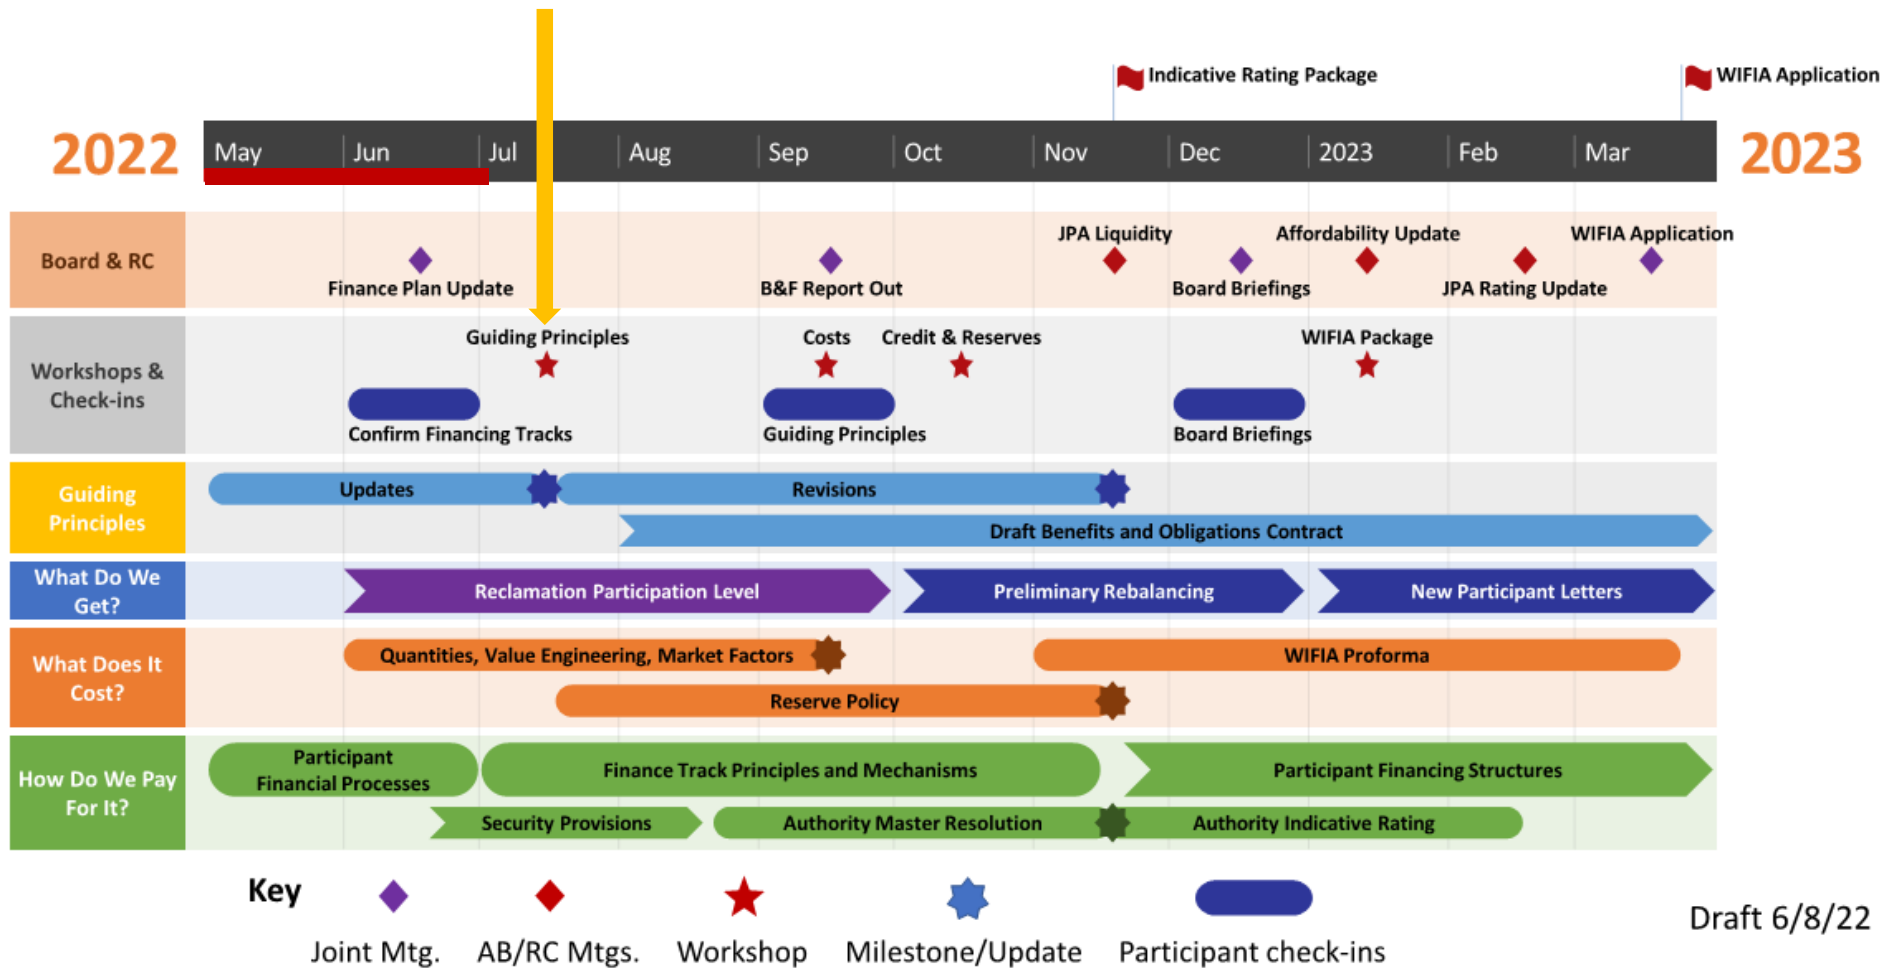 Indicative Rating Package
WIFIA Application
2022
May
Jun
Jul
Aug
Sep
Oct
Nov
Dec
2023
Feb
Mar
2023
Board & RC
Finance Plan Update
B&F Report Out
JPA Liquidity
Board Briefings
Affordability Update
JPA Rating Update
WIFIA Application
Workshops &
Check-ins
Guiding Principles
Costs
Credit & Reserves
WIFIA Package
Confirm Financing Tracks
Guiding Principles
Board Briefings
Guiding
Principles
Updates
Revisions
Draft Benefits and Obligations Contract
What Do We
Get?
Reclamation Participation Level
Preliminary Rebalancing
New Participant Letters
What Does It
Cost?
Quantities, Value Engineering, Market Factors
WIFIA Proforma
Reserve Policy
How Do We Pay
For It?
Participant
Financial Processes
Finance Track Principles and Mechanisms
Participant Financing Structures
Security Provisions
Authority Master Resolution
Authority Indicative Rating
Key
Joint Mtg.
AB/RC Mtgs.
Workshop
Milestone/Update
Participant check-ins
Draft 6/8/22